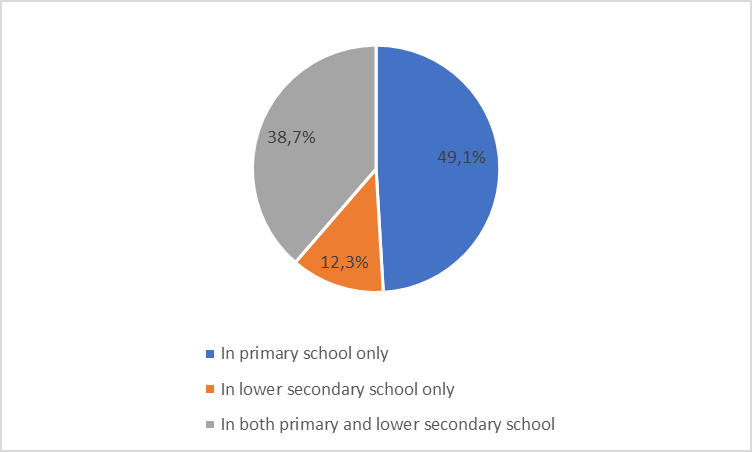 38,7%
49,1%
12,3%
In primary school only
In lower secondary school only
In both primary and lower secondary school